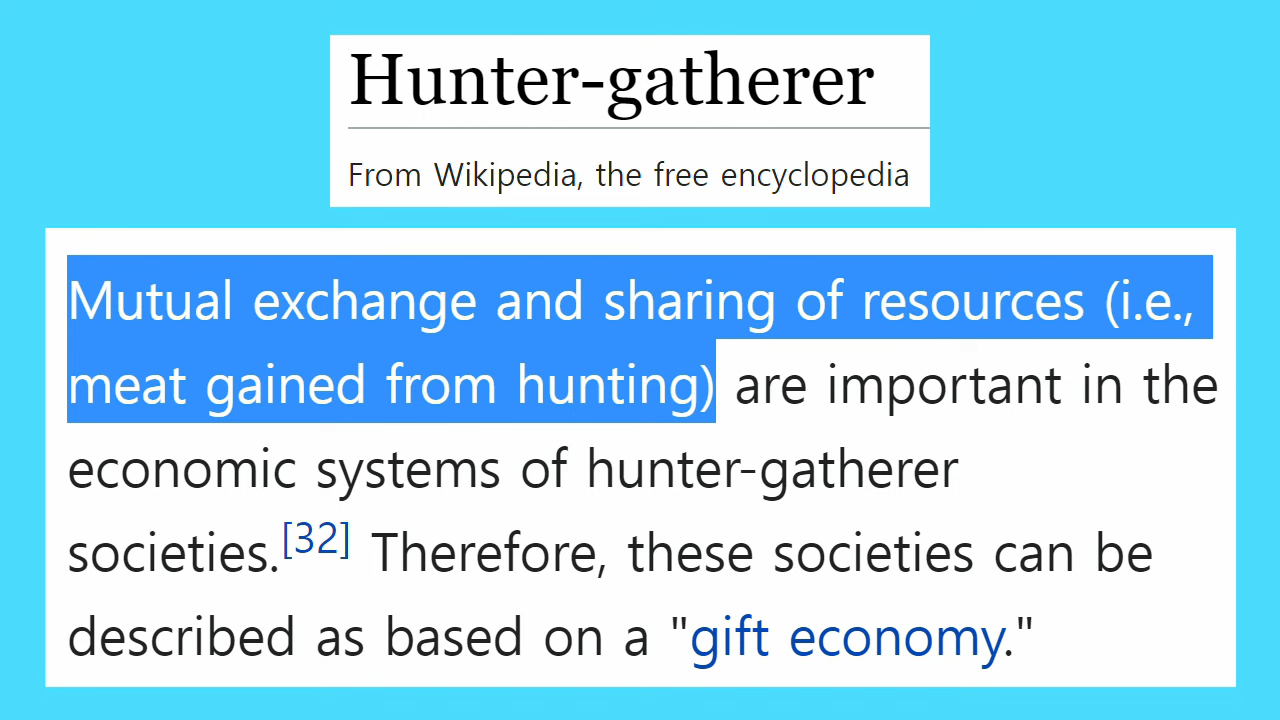 Hunter-gatherer
From Wikipedia, the free encyclopedia
Mutual exchange and sharing of resources (i.e.,
meat gained from hunting) are important in the
economic systems of hunter-gatherer
societies.[32] Therefore, these societies can be
described as based on a "gift economy."